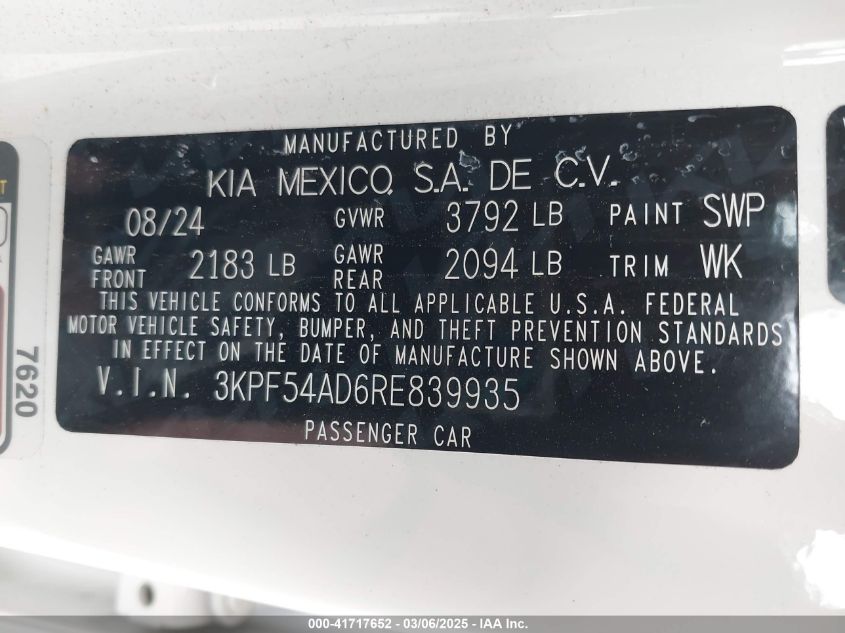 MANUFACTURED BY
KIA MEXICO, S.A. DE C.V.
08/24 GVWR 3792 LB PAINT SWP
GAWR FRONT 2183 LB GAWR REAR 2094 LB TRIM WK
THIS VEHICLE CONFORMS TO ALL APPLICABLE U.S.A. FEDERAL
MOTOR VEHICLE SAFETY, BUMPER, AND THEFT PREVENTION STANDARDS
IN EFFECT ON THE DATE OF MANUFACTURE SHOWN ABOVE.
V.I.N. 3KPF54AD6RE839935
PASSENGER CAR
7620
000-41717652 - 03/06/2025 - IAA Inc.